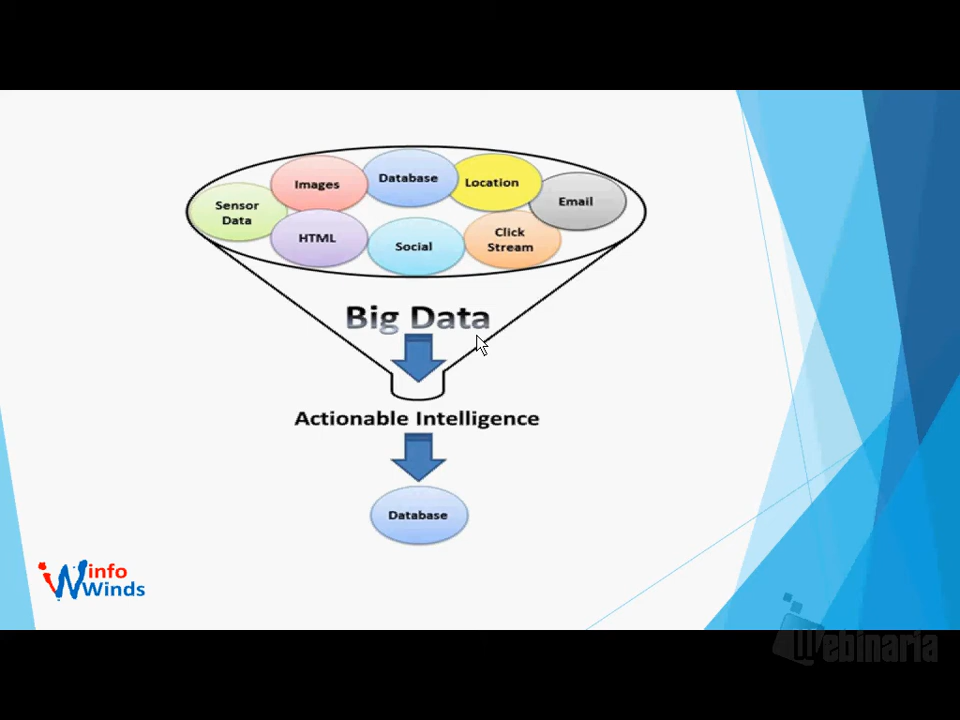 Images
Database
Location
Email
Sensor
Data
HTML
Social
Click
Stream
Big Data
Actionable Intelligence
Database
info
Winds
Webinaria